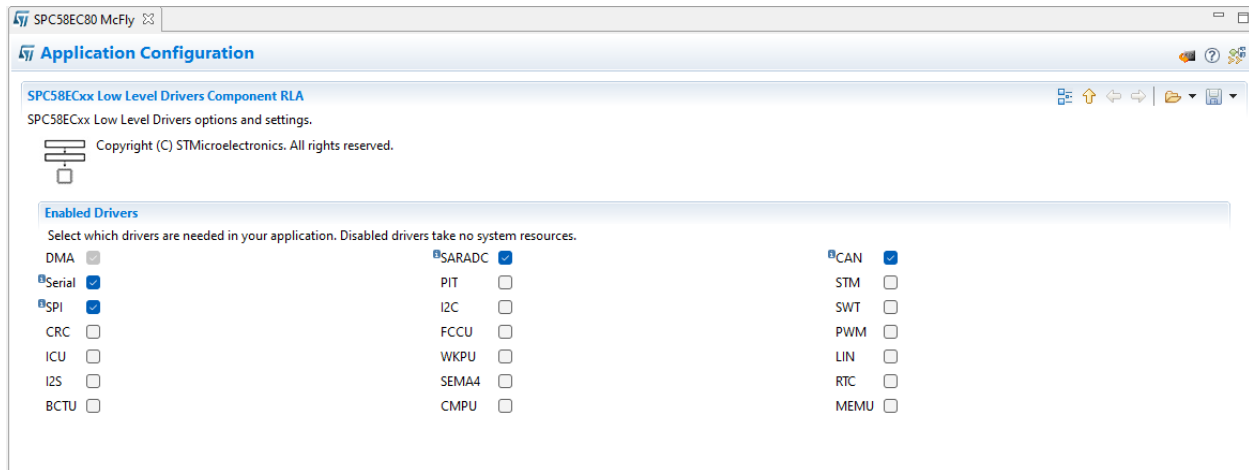 SPC58EC80 McFly
Application Configuration
SPC58ECxx Low Level Drivers Component RLA
SPC58ECxx Low Level Drivers options and settings.
Copyright (C) STMicroelectronics. All rights reserved.
Enabled Drivers
Select which drivers are needed in your application. Disabled drivers take no system resources.
DMA SARADC CAN
Serial PIT STM
SPI I2C SWT
CRC FCCU PWM
ICU WKPU LIN
I2S SEMA4 RTC
BCTU CMPU MEMU